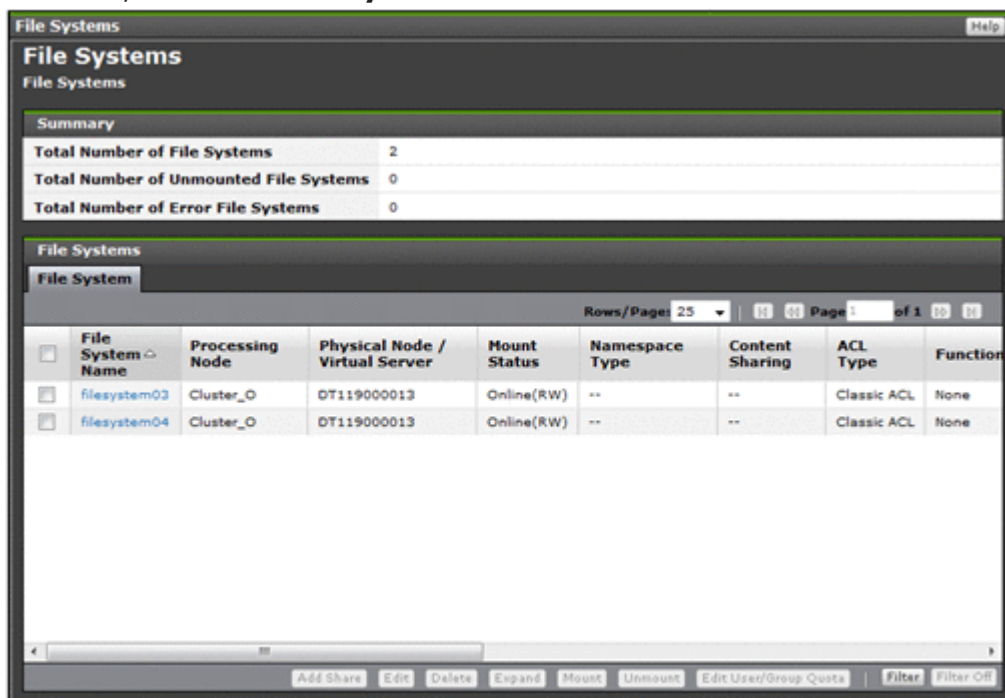 File Systems Help
File Systems
File Systems
Summary
Total Number of File Systems 2
Total Number of Unmounted File Systems 0
Total Number of Error File Systems 0
File Systems
File System
Rows/Page: 25 Page 1 of 1
File System Name Processing Node Physical Node / Virtual Server Mount Status Namespace Type Content Sharing ACL Type Function
filesystem03 Cluster_O DT119000013 Online(RW) -- -- Classic ACL None
filesystem04 Cluster_O DT119000013 Online(RW) -- -- Classic ACL None
Add Share Edit Delete Expand Mount Unmount Edit User/Group Quota Filter Filter Off